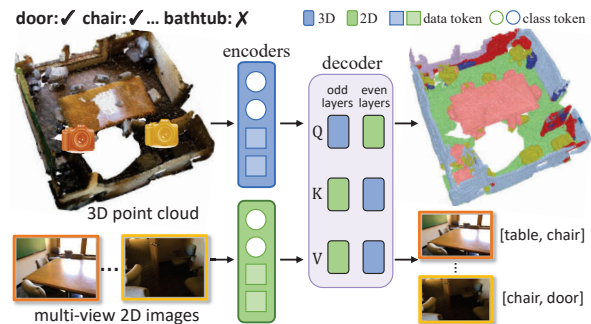 door:✓ chair:✓... bathtub:✗
3D 2D data token class token
encoders
decoder
odd layers
even layers
Q
K
V
3D point cloud
multi-view 2D images
...
[table, chair]
[chair, door]